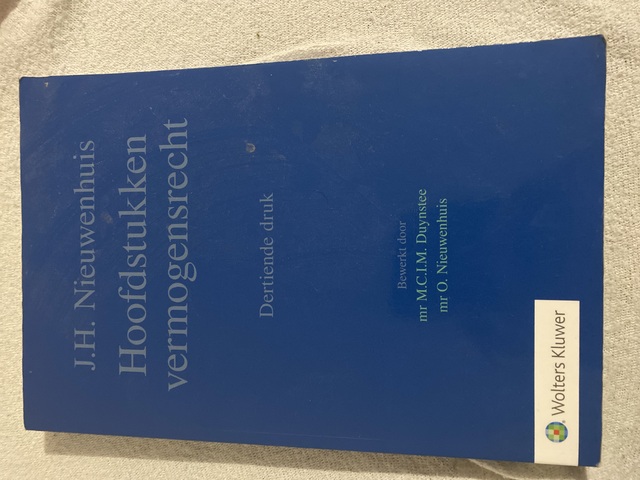 J.H. Nieuwenhuis
Hoofdstukken
vermogensrecht
Dertiende druk
Bewerkt door
mr M.C.I.M. Duynstee
mr O. Nieuwenhuis
Wolters Kluwer